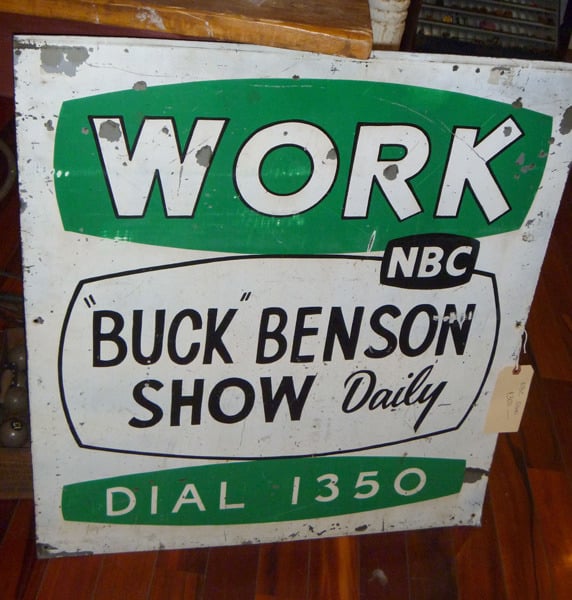 WORK
NBC
"BUCK" BENSON
SHOW Daily
DIAL 1350